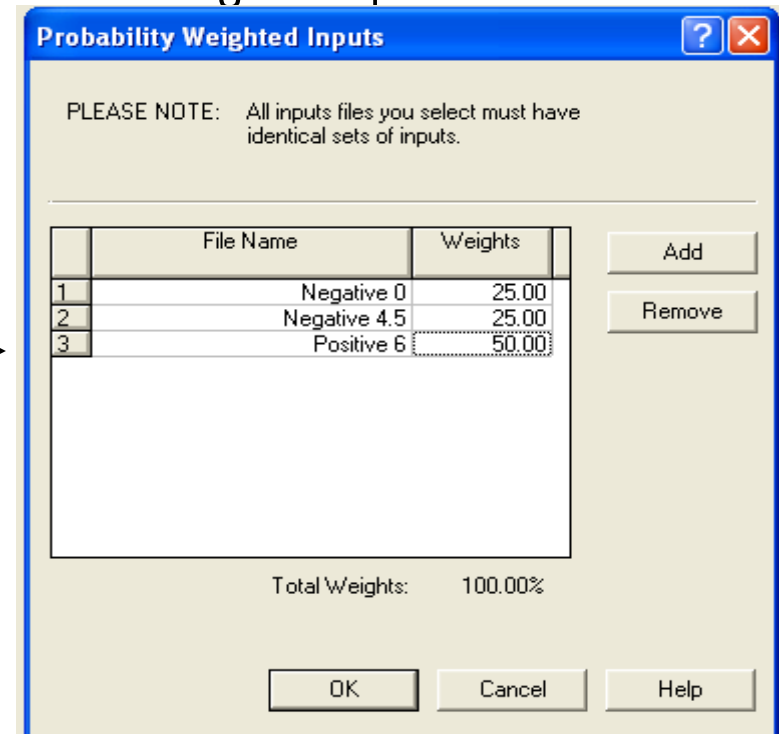 Probability Weighted Inputs
PLEASE NOTE: All inputs files you select must have
identical sets of inputs.
File Name Weights
1 Negative 0 25.00
2 Negative 4.5 25.00
3 Positive 6 50.00
Add
Remove
Total Weights: 100.00%
OK Cancel Help